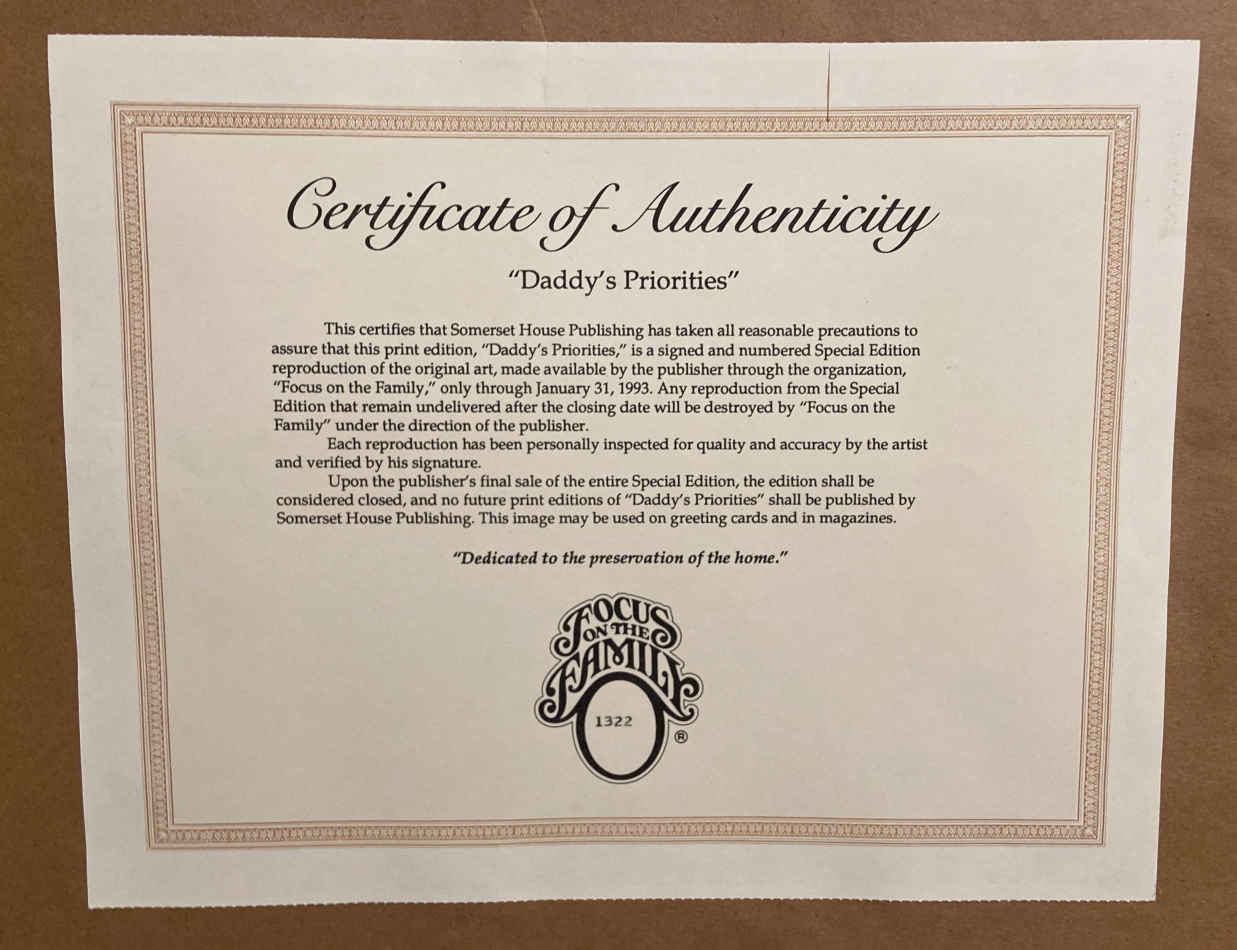 Certificate of Authenticity
“Daddy’s Priorities”
This certifies that Somerset House Publishing has taken all reasonable precautions to
assure that this print edition, “Daddy’s Priorities,” is a signed and numbered Special Edition
reproduction of the original art, made available by the publisher through the organization,
“Focus on the Family,” only through January 31, 1993. Any reproduction from the Special
Edition that remain undelivered after the closing date will be destroyed by “Focus on the
Family” under the direction of the publisher.
Each reproduction has been personally inspected for quality and accuracy by the artist
and verified by his signature.
Upon the publisher’s final sale of the entire Special Edition, the edition shall be
considered closed, and no future print editions of “Daddy’s Priorities” shall be published by
Somerset House Publishing. This image may be used on greeting cards and in magazines.
“Dedicated to the preservation of the home.”
FOCUS
ON THE
FAMILY
1322
®